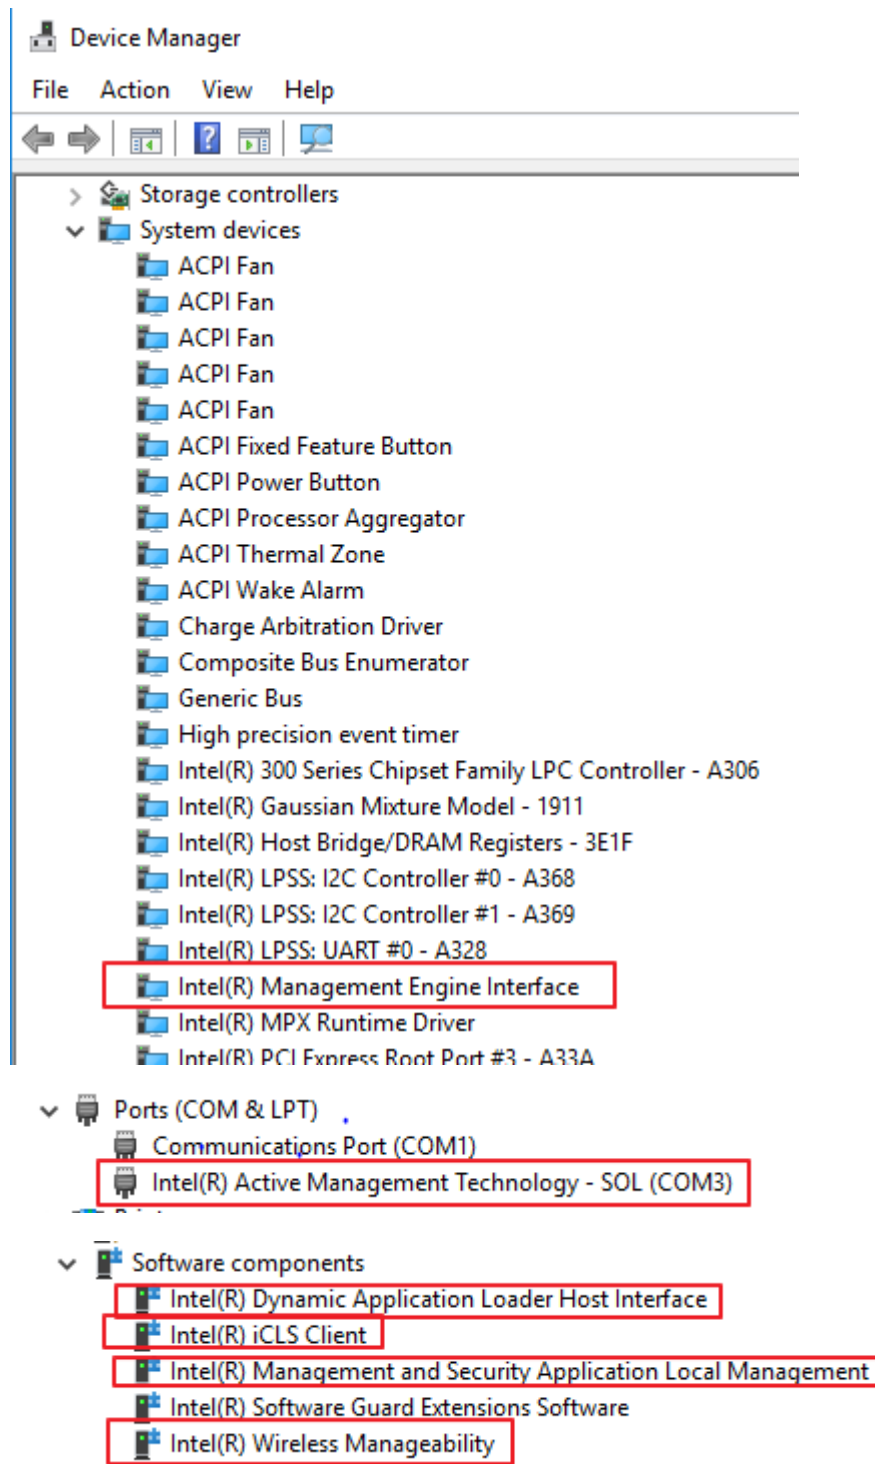 Device Manager
File Action View Help
Storage controllers
System devices
ACPI Fan
ACPI Fan
ACPI Fan
ACPI Fan
ACPI Fan
ACPI Fixed Feature Button
ACPI Power Button
ACPI Processor Aggregator
ACPI Thermal Zone
ACPI Wake Alarm
Charge Arbitration Driver
Composite Bus Enumerator
Generic Bus
High precision event timer
Intel(R) 300 Series Chipset Family LPC Controller - A306
Intel(R) Gaussian Mixture Model - 1911
Intel(R) Host Bridge/DRAM Registers - 3E1F
Intel(R) LPSS: I2C Controller #0 - A368
Intel(R) LPSS: I2C Controller #1 - A369
Intel(R) LPSS: UART #0 - A328
Intel(R) Management Engine Interface
Intel(R) MPX Runtime Driver
Intel(R) PCI Express Root Port #3 - A33A
Ports (COM & LPT)
Communications Port (COM1)
Intel(R) Active Management Technology - SOL (COM3)
Software components
Intel(R) Dynamic Application Loader Host Interface
Intel(R) iCLS Client
Intel(R) Management and Security Application Local Management
Intel(R) Software Guard Extensions Software
Intel(R) Wireless Manageability